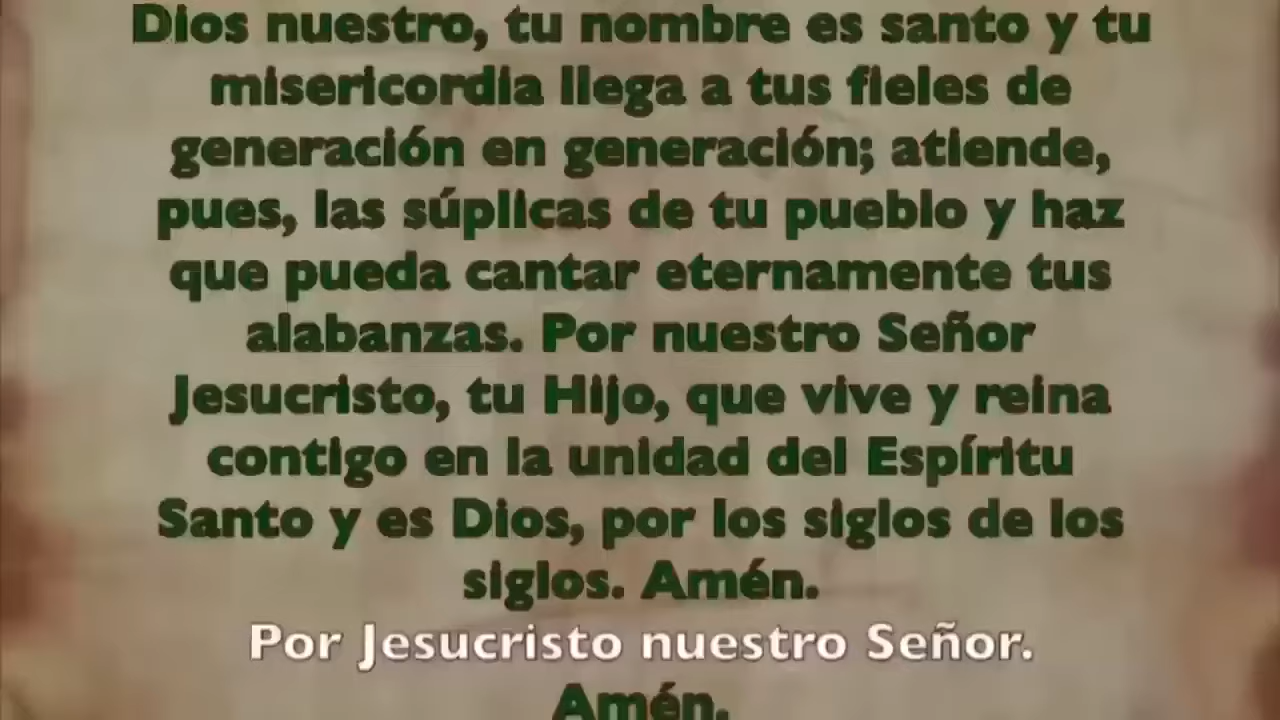 Dios nuestro, tu nombre es santo y tu
misericordia llega a tus fieles de
generación en generación; atiende,
pues, las súplicas de tu pueblo y haz
que pueda cantar eternamente tus
alabanzas. Por nuestro Señor
Jesucristo, tu Hijo, que vive y reina
contigo en la unidad del Espíritu
Santo y es Dios, por los siglos de los
siglos. Amén.
Por Jesucristo nuestro Señor.
Amén.